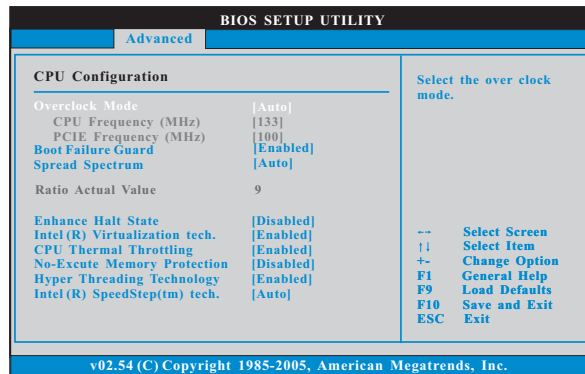 BIOS SETUP UTILITY
Advanced
CPU Configuration
Overclock Mode [Auto]
CPU Frequency (MHz) [133]
PCIE Frequency (MHz) [100]
Boot Failure Guard [Enabled]
Spread Spectrum [Auto]
Ratio Actual Value 9
Enhance Halt State [Disabled]
Intel (R) Virtualization tech. [Enabled]
CPU Thermal Throttling [Enabled]
No-Excute Memory Protection [Disabled]
Hyper Threading Technology [Enabled]
Intel (R) SpeedStep(tm) tech. [Auto]
Select the over clock
mode.
←→ Select Screen
↑↓ Select Item
+- Change Option
F1 General Help
F9 Load Defaults
F10 Save and Exit
ESC Exit
v02.54 (C) Copyright 1985-2005, American Megatrends, Inc.